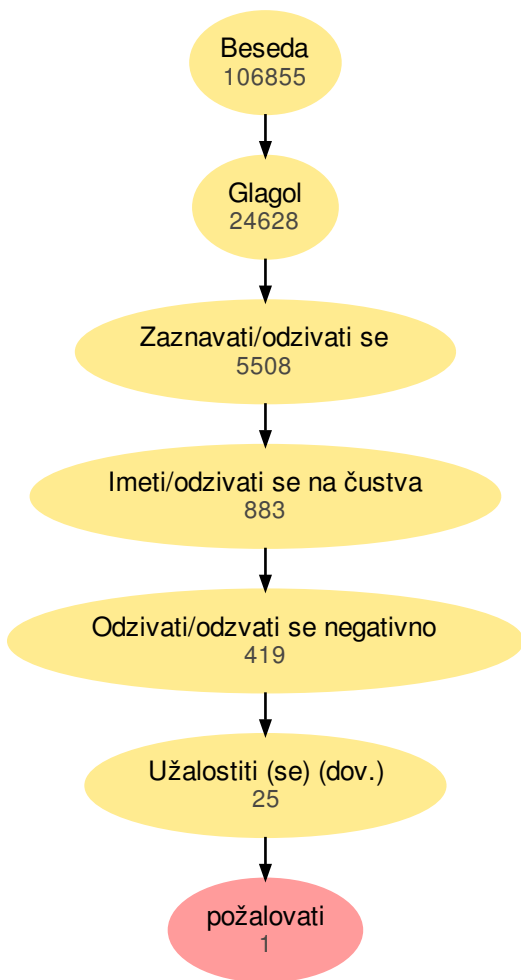 Beseda
106855
Glagol
24628
Zaznavati/odzivati se
5508
Imeti/odzivati se na čustva
883
Odzivati/odzvati se negativno
419
Užalostiti (se) (dov.)
25
požalovati
1